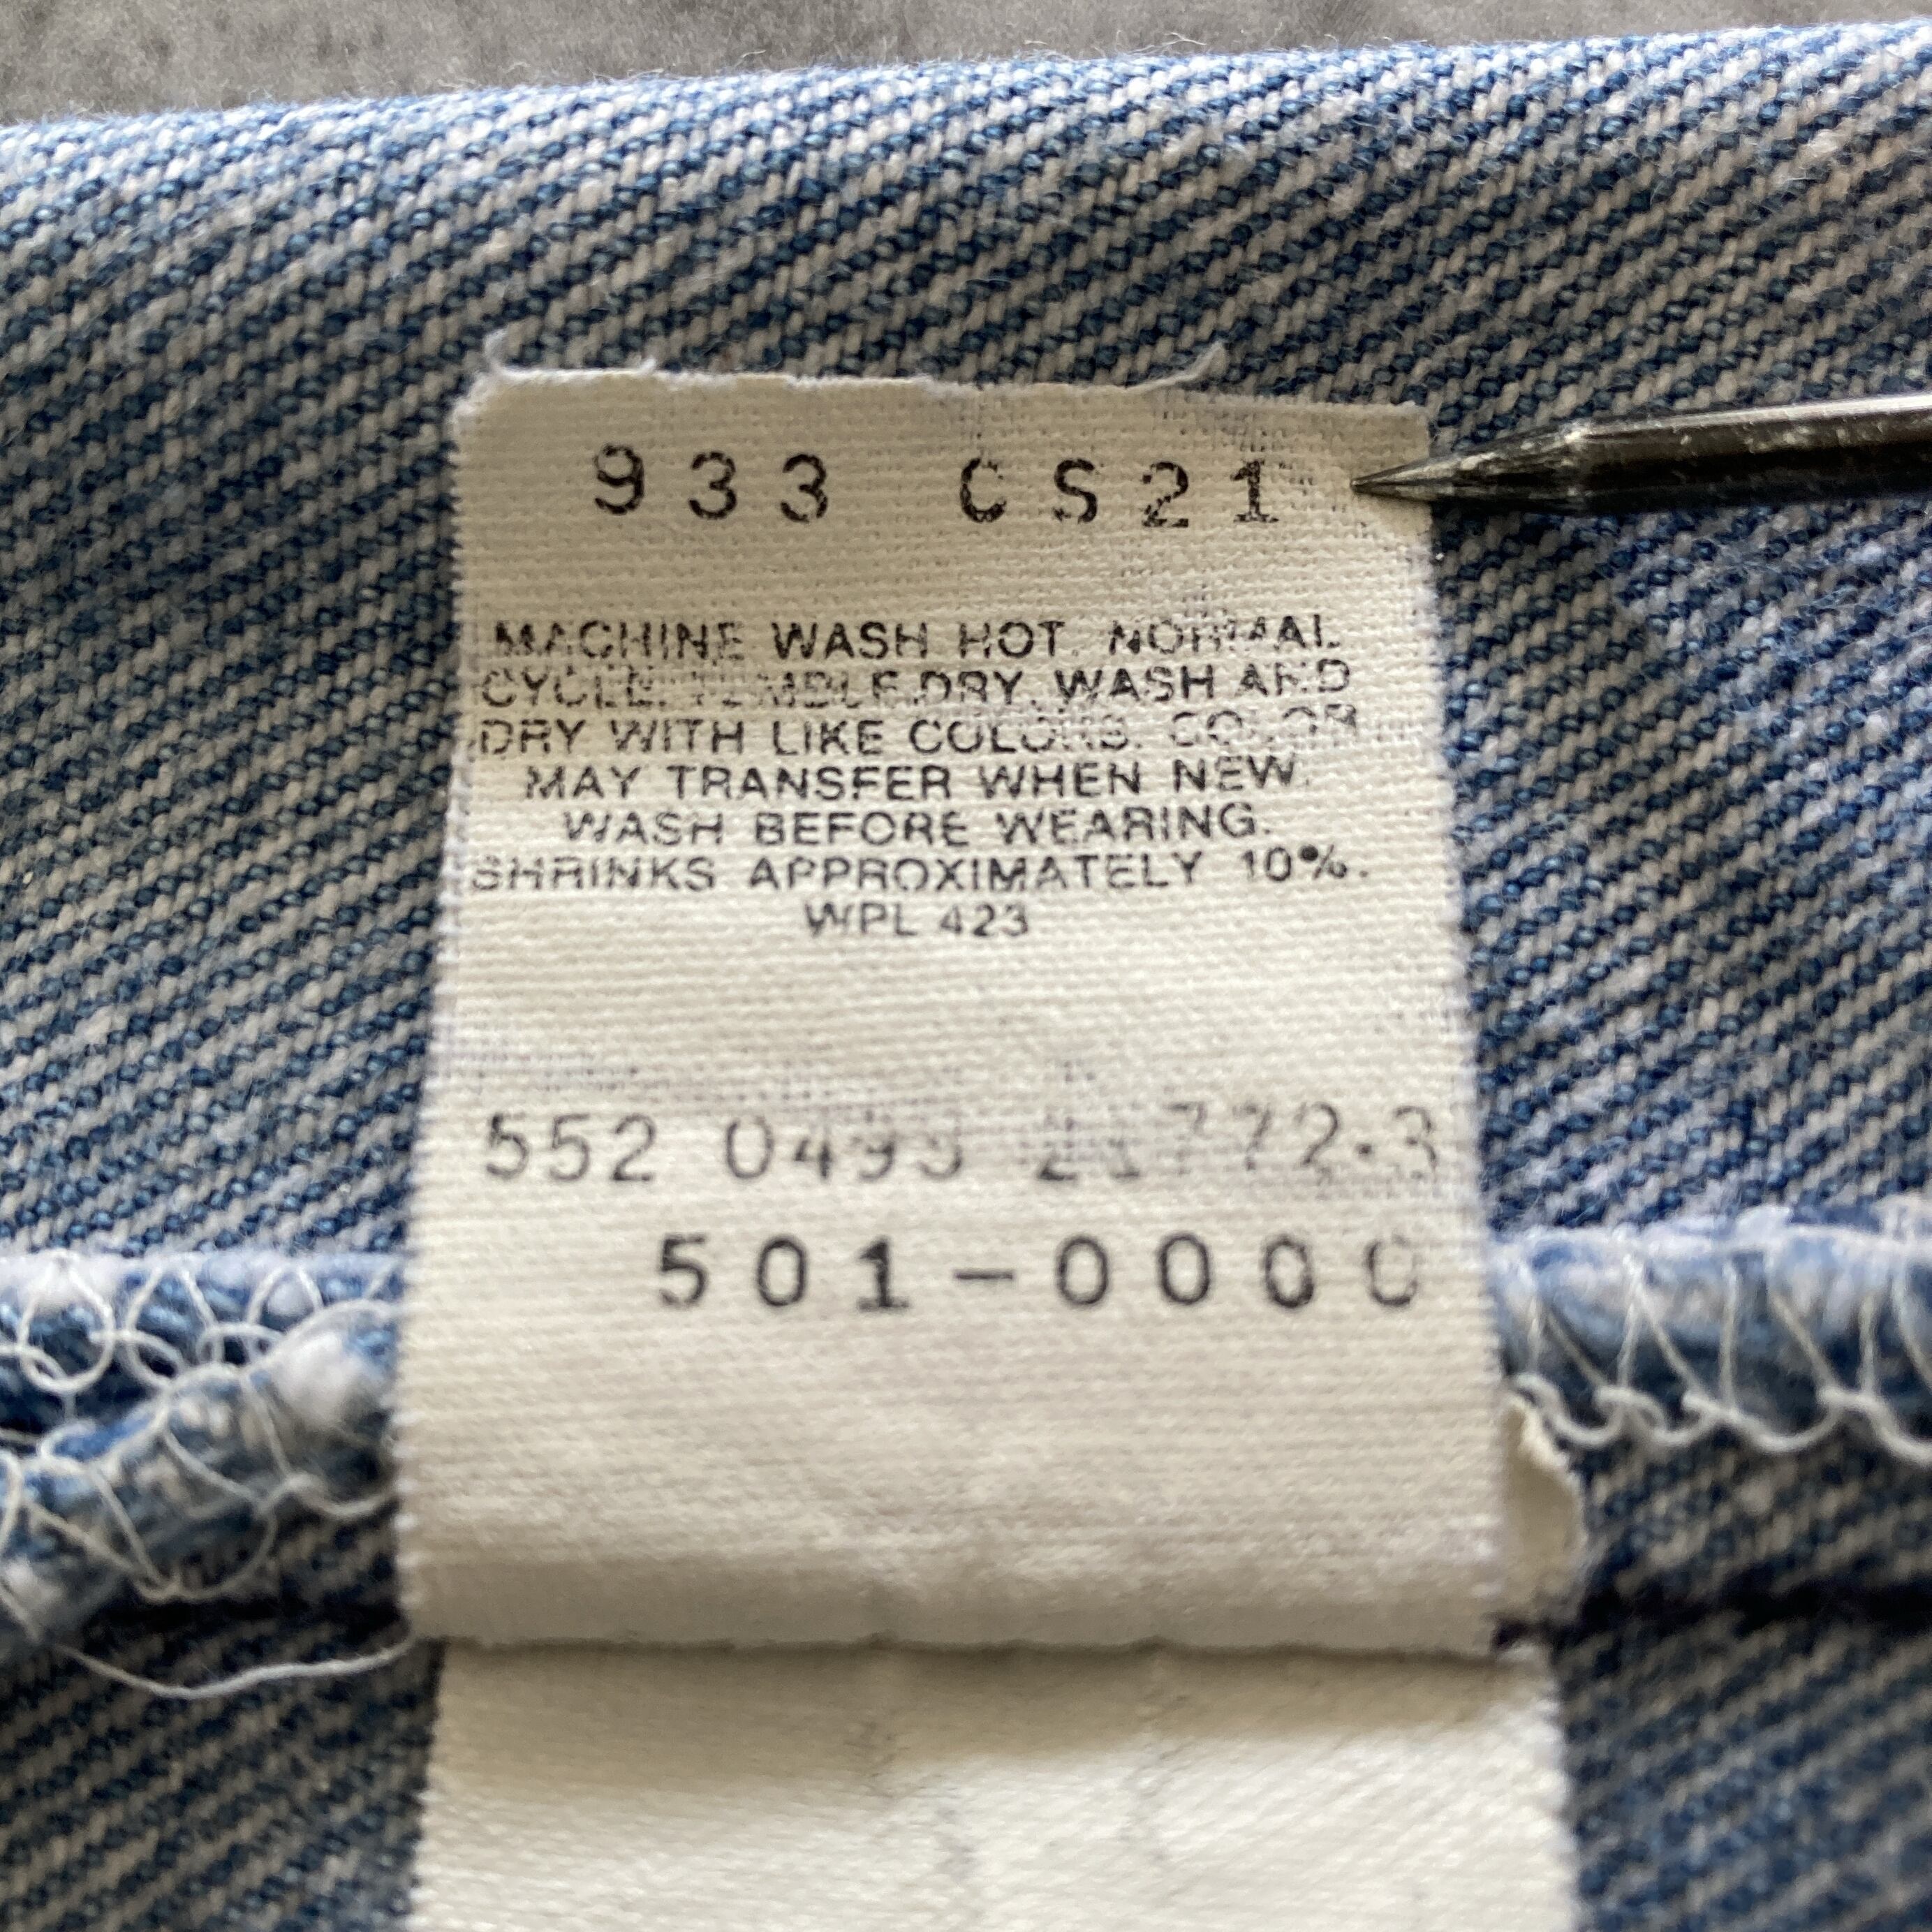 933 CS21
MACHINE WASH HOT. NORMAL
CYCLE. TUMBLE DRY. WASH AND
DRY WITH LIKE COLORS. COLOR
MAY TRANSFER WHEN NEW.
WASH BEFORE WEARING.
SHRINKS APPROXIMATELY 10%.
WPL 423
552
501-0000